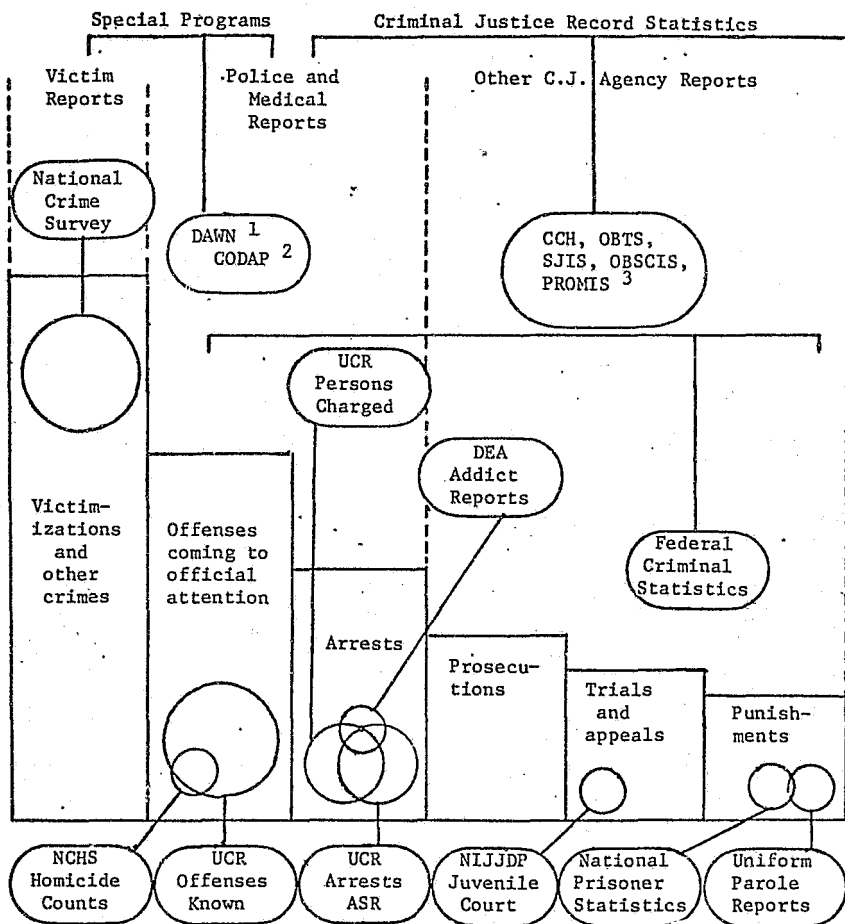 Special Programs
Criminal Justice Record Statistics
Victim
Reports
Police and
Medical
Reports
Other C.J. Agency Reports
National
Crime
Survey
DAWN 1
CODAP 2
CCH, OBTS,
SJIS, OBSCIS,
PROMIS 3
UCR
Persons
Charged
DEA
Addict
Reports
Federal
Criminal
Statistics
Victim-
izations
and
other
crimes
Offenses
coming to
official
attention
Arrests
Prosecu-
tions
Trials
and
appeals
Punish-
ments
NCHS
Homicide
Counts
UCR
Offenses
Known
UCR
Arrests
ASR
NIJJDP
Juvenile
Court
National
Prisoner
Statistics
Uniform
Parole
Reports